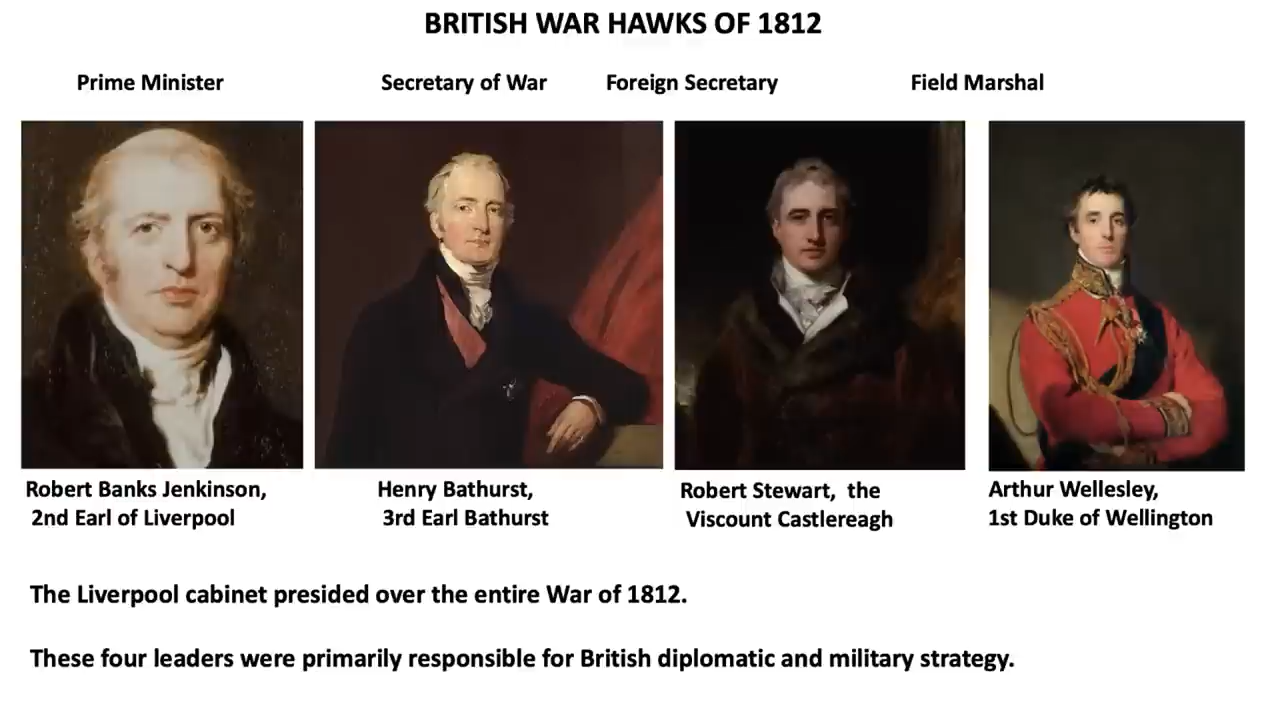 BRITISH WAR HAWKS OF 1812
Prime Minister
Secretary of War
Foreign Secretary
Field Marshal
Robert Banks Jenkinson,
2nd Earl of Liverpool
Henry Bathurst,
3rd Earl Bathurst
Robert Stewart, the
Viscount Castlereagh
Arthur Wellesley,
1st Duke of Wellington
The Liverpool cabinet presided over the entire War of 1812.
These four leaders were primarily responsible for British diplomatic and military strategy.